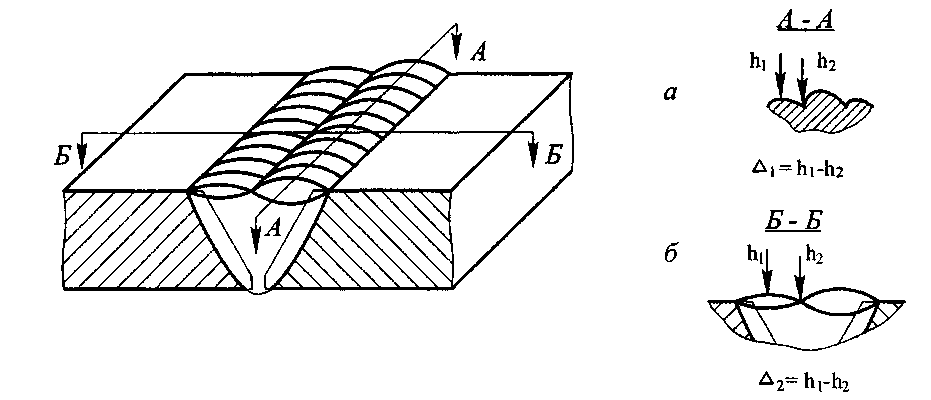 А - А
А
h₁ h₂
а
Δ₁ = h₁-h₂
Б Б
А
Б - Б
б
h₁ h₂
Δ₂ = h₁-h₂